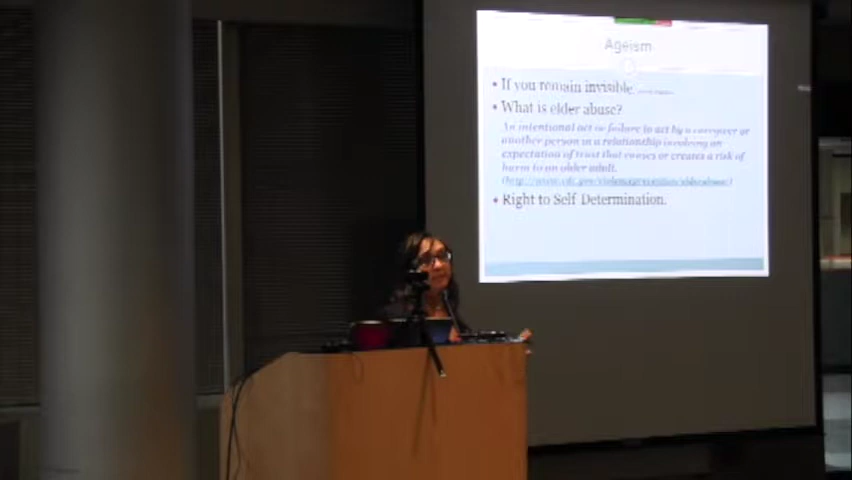 Ageism
• If you remain invisible
• What is elder abuse?
An intentional act or failure to act by a caregiver or
another person in a relationship involving an
expectation of trust that causes or creates a risk of
harm to an older adult.
• Right to Self Determination.